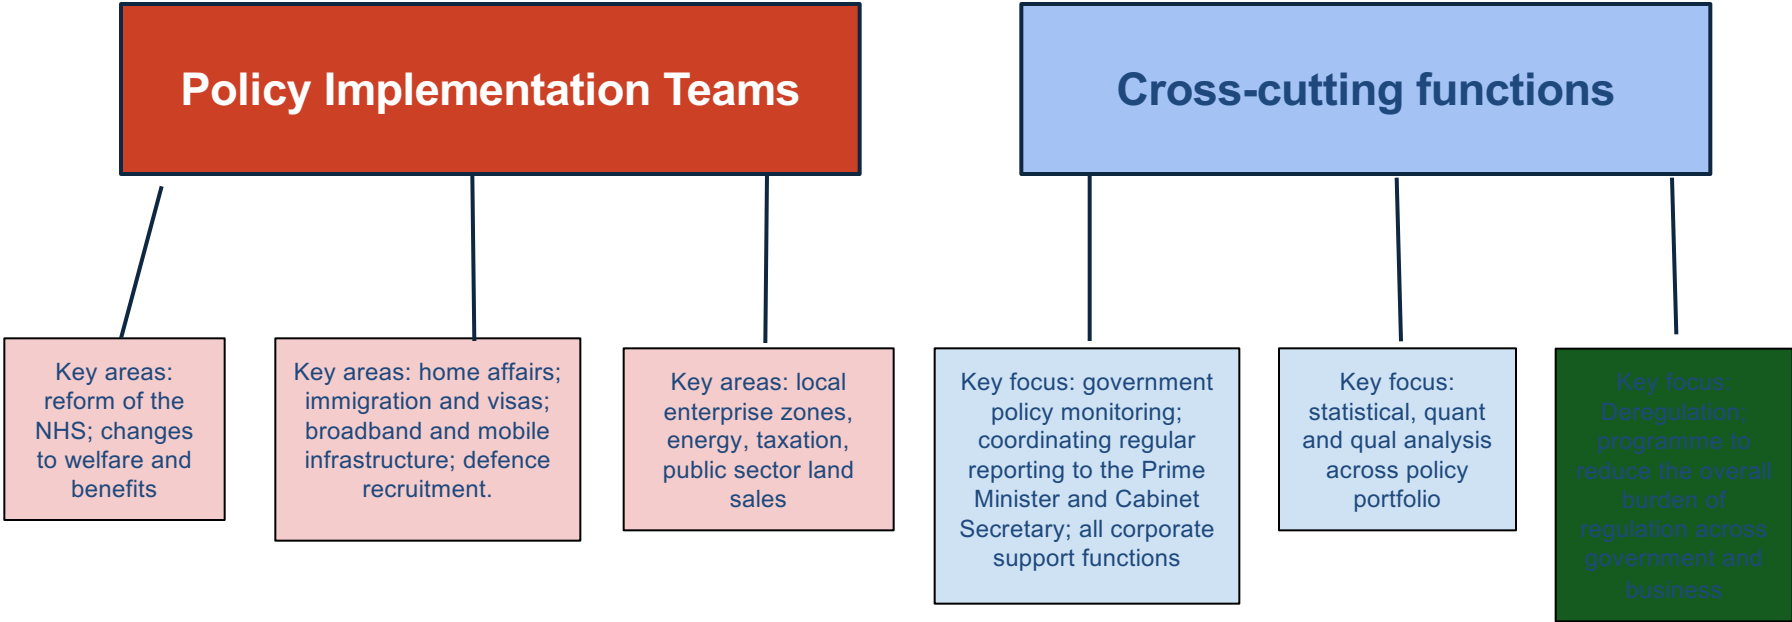 Policy Implementation Teams
Cross-cutting functions
Key areas:
reform of the
NHS; changes
to welfare and
benefits
Key areas: home affairs;
immigration and visas;
broadband and mobile
infrastructure; defence
recruitment.
Key areas: local
enterprise zones,
energy, taxation,
public sector land
sales
Key focus: government
policy monitoring;
coordinating regular
reporting to the Prime
Minister and Cabinet
Secretary; all corporate
support functions
Key focus:
statistical, quant
and qual analysis
across policy
portfolio
Key focus:
Deregulation;
programme to
reduce the overall
burden of
regulation across
government and
business